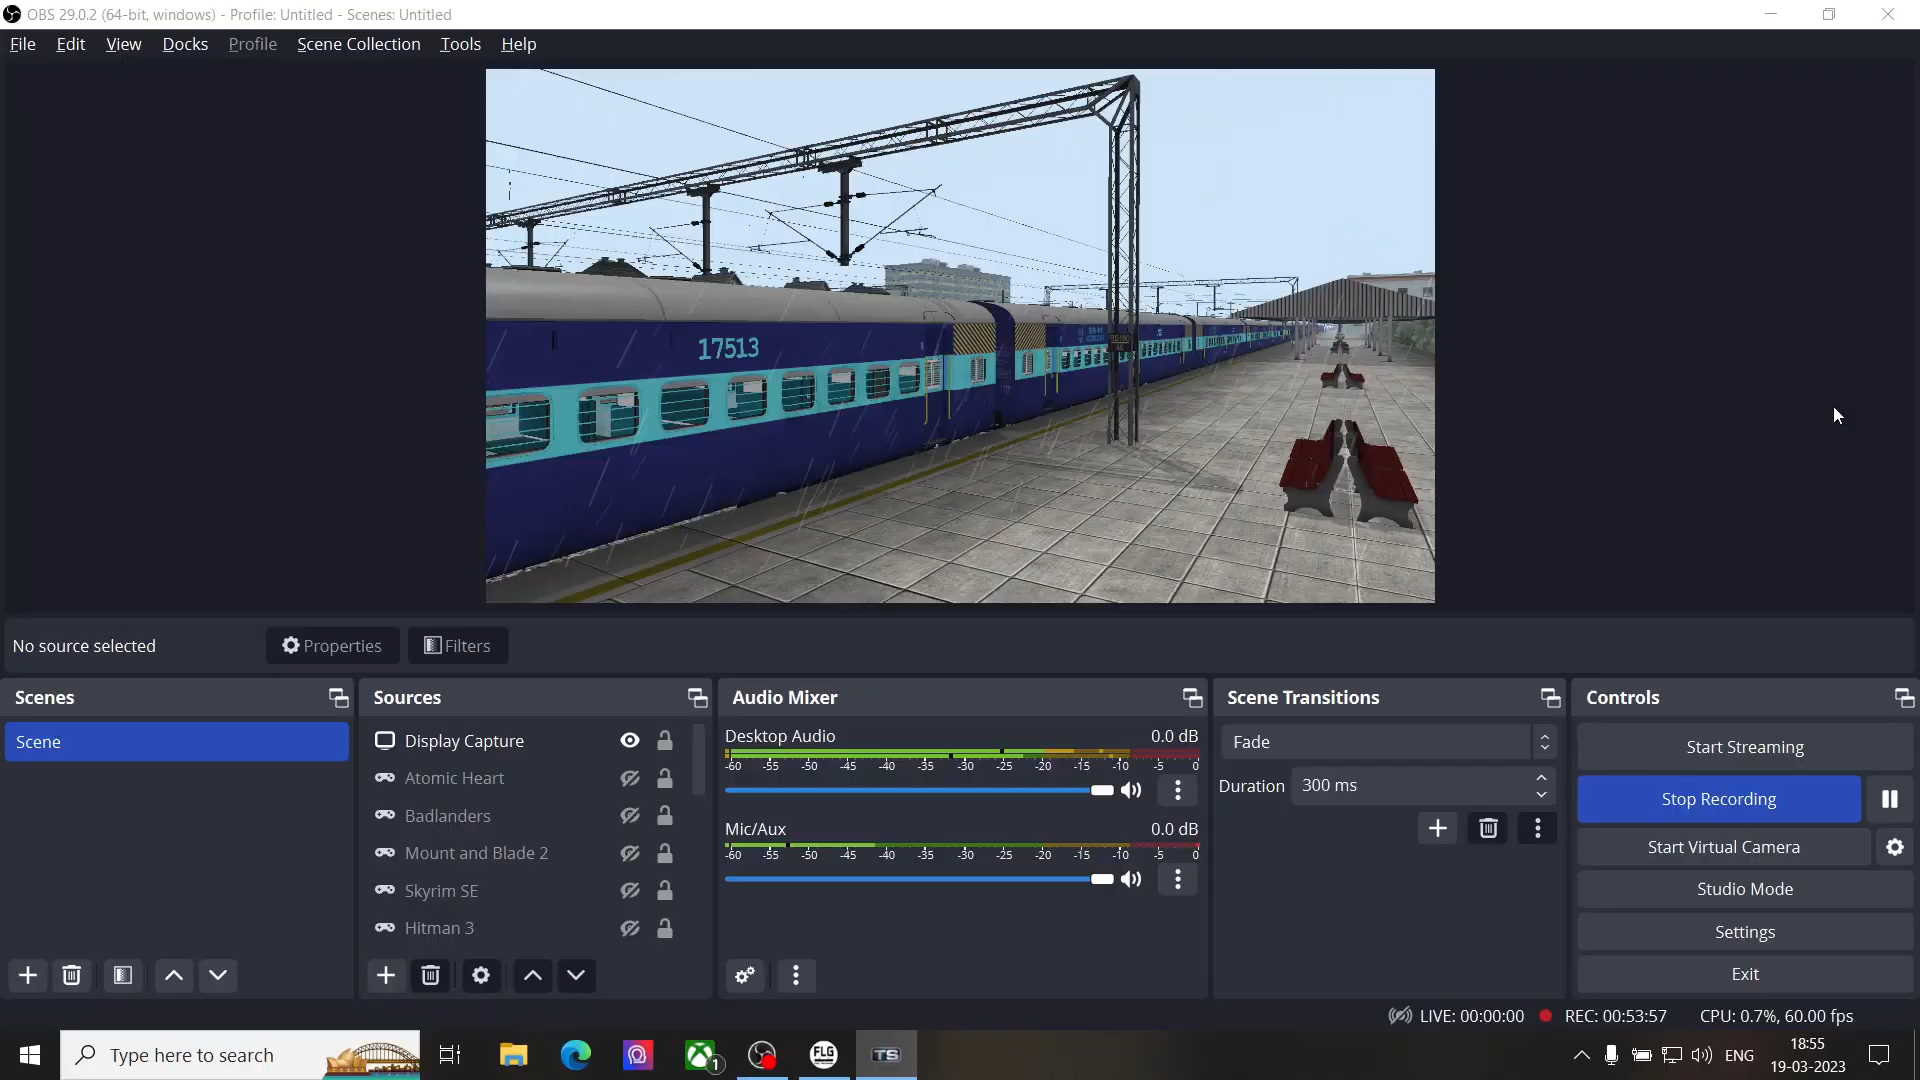 OBS 29.0.2 (64-bit, windows) - Profile: Untitled - Scenes: Untitled
File Edit View Docks Profile Scene Collection Tools Help
17513
No source selected Properties Filters
Scenes
Scene
Sources
Display Capture
Atomic Heart
Badlanders
Mount and Blade 2
Skyrim SE
Hitman 3
Audio Mixer
Desktop Audio 0.0 dB
-60 -55 -50 -45 -40 -35 -30 -25 -20 -15 -10 -5 0
Mic/Aux 0.0 dB
-60 -55 -50 -45 -40 -35 -30 -25 -20 -15 -10 -5 0
Scene Transitions
Fade
Duration 300 ms
Controls
Start Streaming
Stop Recording
Start Virtual Camera
Studio Mode
Settings
Exit
LIVE: 00:00:00 REC: 00:53:57 CPU: 0.7%, 60.00 fps
Type here to search
1
FLG
TS
ENG
18:55
19-03-2023